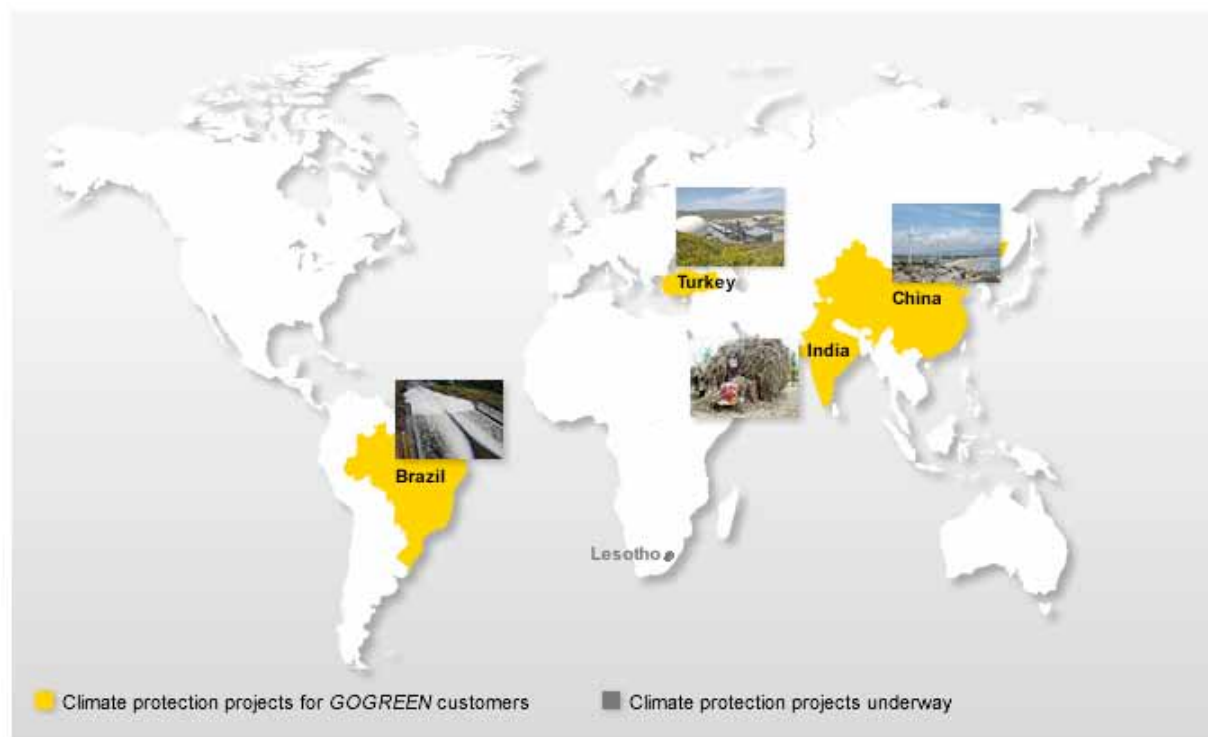 Turkey
China
India
Brazil
Lesotho
Climate protection projects for GOGREEN customers
Climate protection projects underway